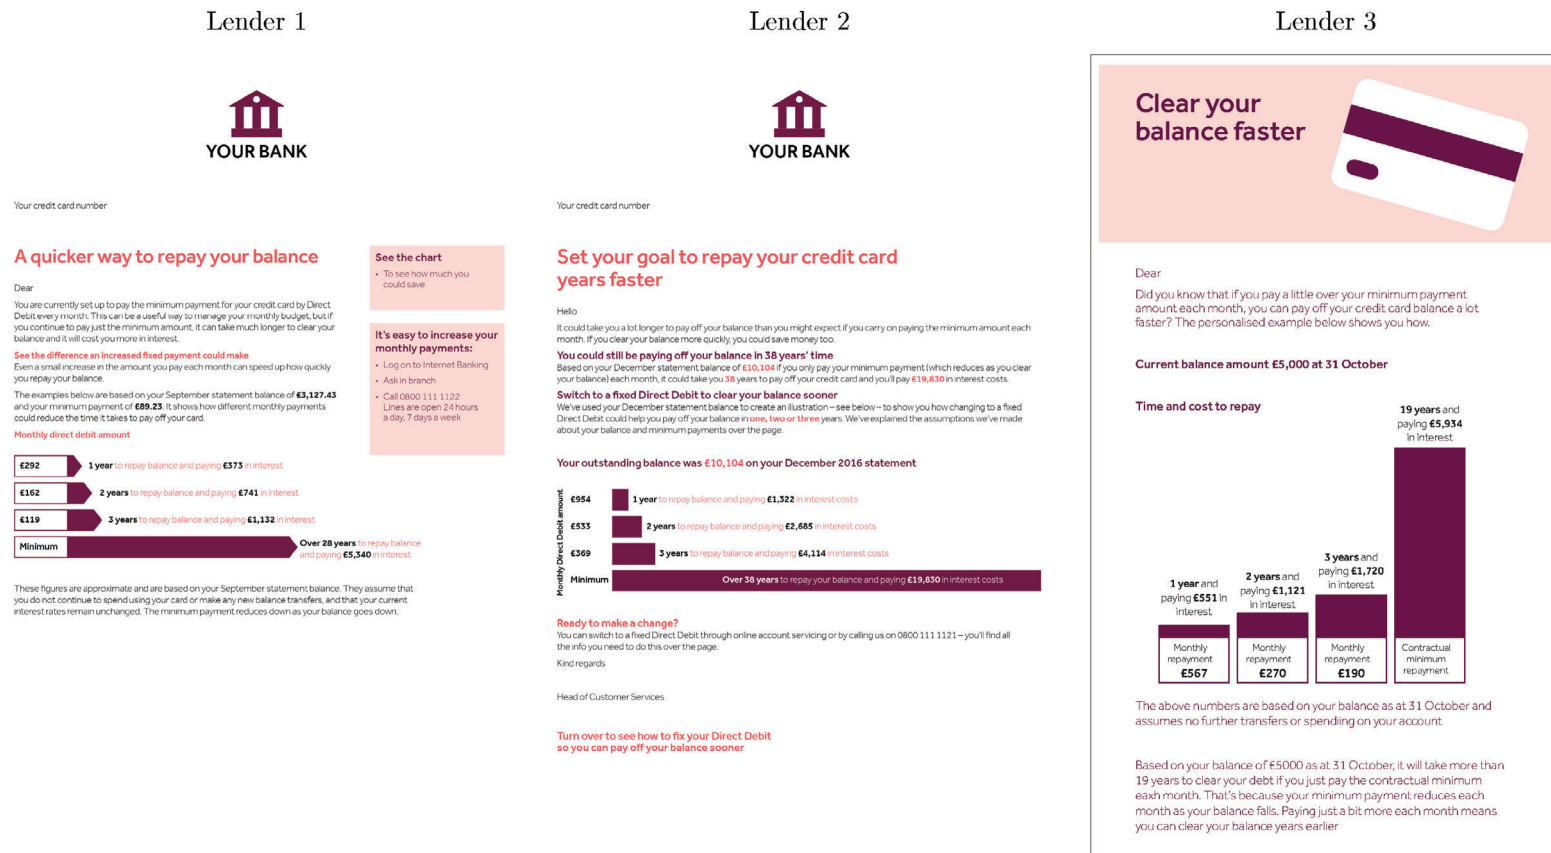 Lender 1
YOUR BANK
Your credit card number
A quicker way to repay your balance
Dear
You are currently set up to pay the minimum payment for your credit card by Direct
Debit every month. This can be a useful way to manage your monthly budget, but if
you continue to pay just the minimum amount, it can take much longer to clear your
balance and it will cost you more in interest.
See the difference an increased fixed payment could make
Even a small increase in the amount you pay each month can speed up how quickly
you repay your balance.
The examples below are based on your September statement balance of £3,127.43
and your minimum payment of £89.23. It shows how different monthly payments
could reduce the time it takes to pay off your card.
Monthly direct debit amount
£292 1 year to repay balance and paying £373 in interest
£162 2 years to repay balance and paying £741 in interest
£119 3 years to repay balance and paying £1,132 in interest
Minimum Over 28 years to repay balance
and paying £5,340 in interest
These figures are approximate and are based on your September statement balance. They assume that
you do not continue to spend using your card or make any new balance transfers, and that your current
interest rates remain unchanged. The minimum payment reduces down as your balance goes down.
See the chart
• To see how much you
could save
It's easy to increase your
monthly payments:
• Log on to Internet Banking
• Ask in branch
• Call 0800 111 1122
Lines are open 24 hours
a day, 7 days a week
Lender 2
YOUR BANK
Your credit card number
Set your goal to repay your credit card
years faster
Hello
It could take you a lot longer to pay off your balance than you might expect if you carry on paying the minimum amount each
month. If you clear your balance more quickly, you could save money too.
You could still be paying off your balance in 38 years' time
Based on your December statement balance of £10,104 if you only pay your minimum payment (which reduces as you clear
your balance) each month, it could take you 38 years to pay off your credit card and you'll pay £19,830 in interest costs.
Switch to a fixed Direct Debit to clear your balance sooner
We've used your December statement balance to create an illustration – see below – to show you how changing to a fixed
Direct Debit could help you pay off your balance in one, two or three years. We've explained the assumptions we've made
about your balance and minimum payments over the page.
Your outstanding balance was £10,104 on your December 2016 statement
Monthly Direct Debit amount
£954 1 year to repay balance and paying £1,322 in interest costs
£533 2 years to repay balance and paying £2,685 in interest costs
£369 3 years to repay balance and paying £4,114 in interest costs
Minimum Over 38 years to repay your balance and paying £19,830 in interest costs
Ready to make a change?
You can switch to a fixed Direct Debit through online account servicing or by calling us on 0800 111 1121 – you'll find all
the info you need to do this over the page.
Kind regards
Head of Customer Services
Turn over to see how to fix your Direct Debit
so you can pay off your balance sooner
Lender 3
Clear your
balance faster
Dear
Did you know that if you pay a little over your minimum payment
amount each month, you can pay off your credit card balance a lot
faster? The personalised example below shows you how.
Current balance amount £5,000 at 31 October
Time and cost to repay
1 year and
paying £551 in
interest
2 years and
paying £1,121
in interest
3 years and
paying £1,720
in interest
19 years and
paying £5,934
in interest
Monthly
repayment
£567
Monthly
repayment
£270
Monthly
repayment
£190
Contractual
minimum
repayment
The above numbers are based on your balance as at 31 October and
assumes no further transfers or spending on your account
Based on your balance of £5000 as at 31 October, it will take more than
19 years to clear your debt if you just pay the contractual minimum
eaxh month. That's because your minimum payment reduces each
month as your balance falls. Paying just a bit more each month means
you can clear your balance years earlier